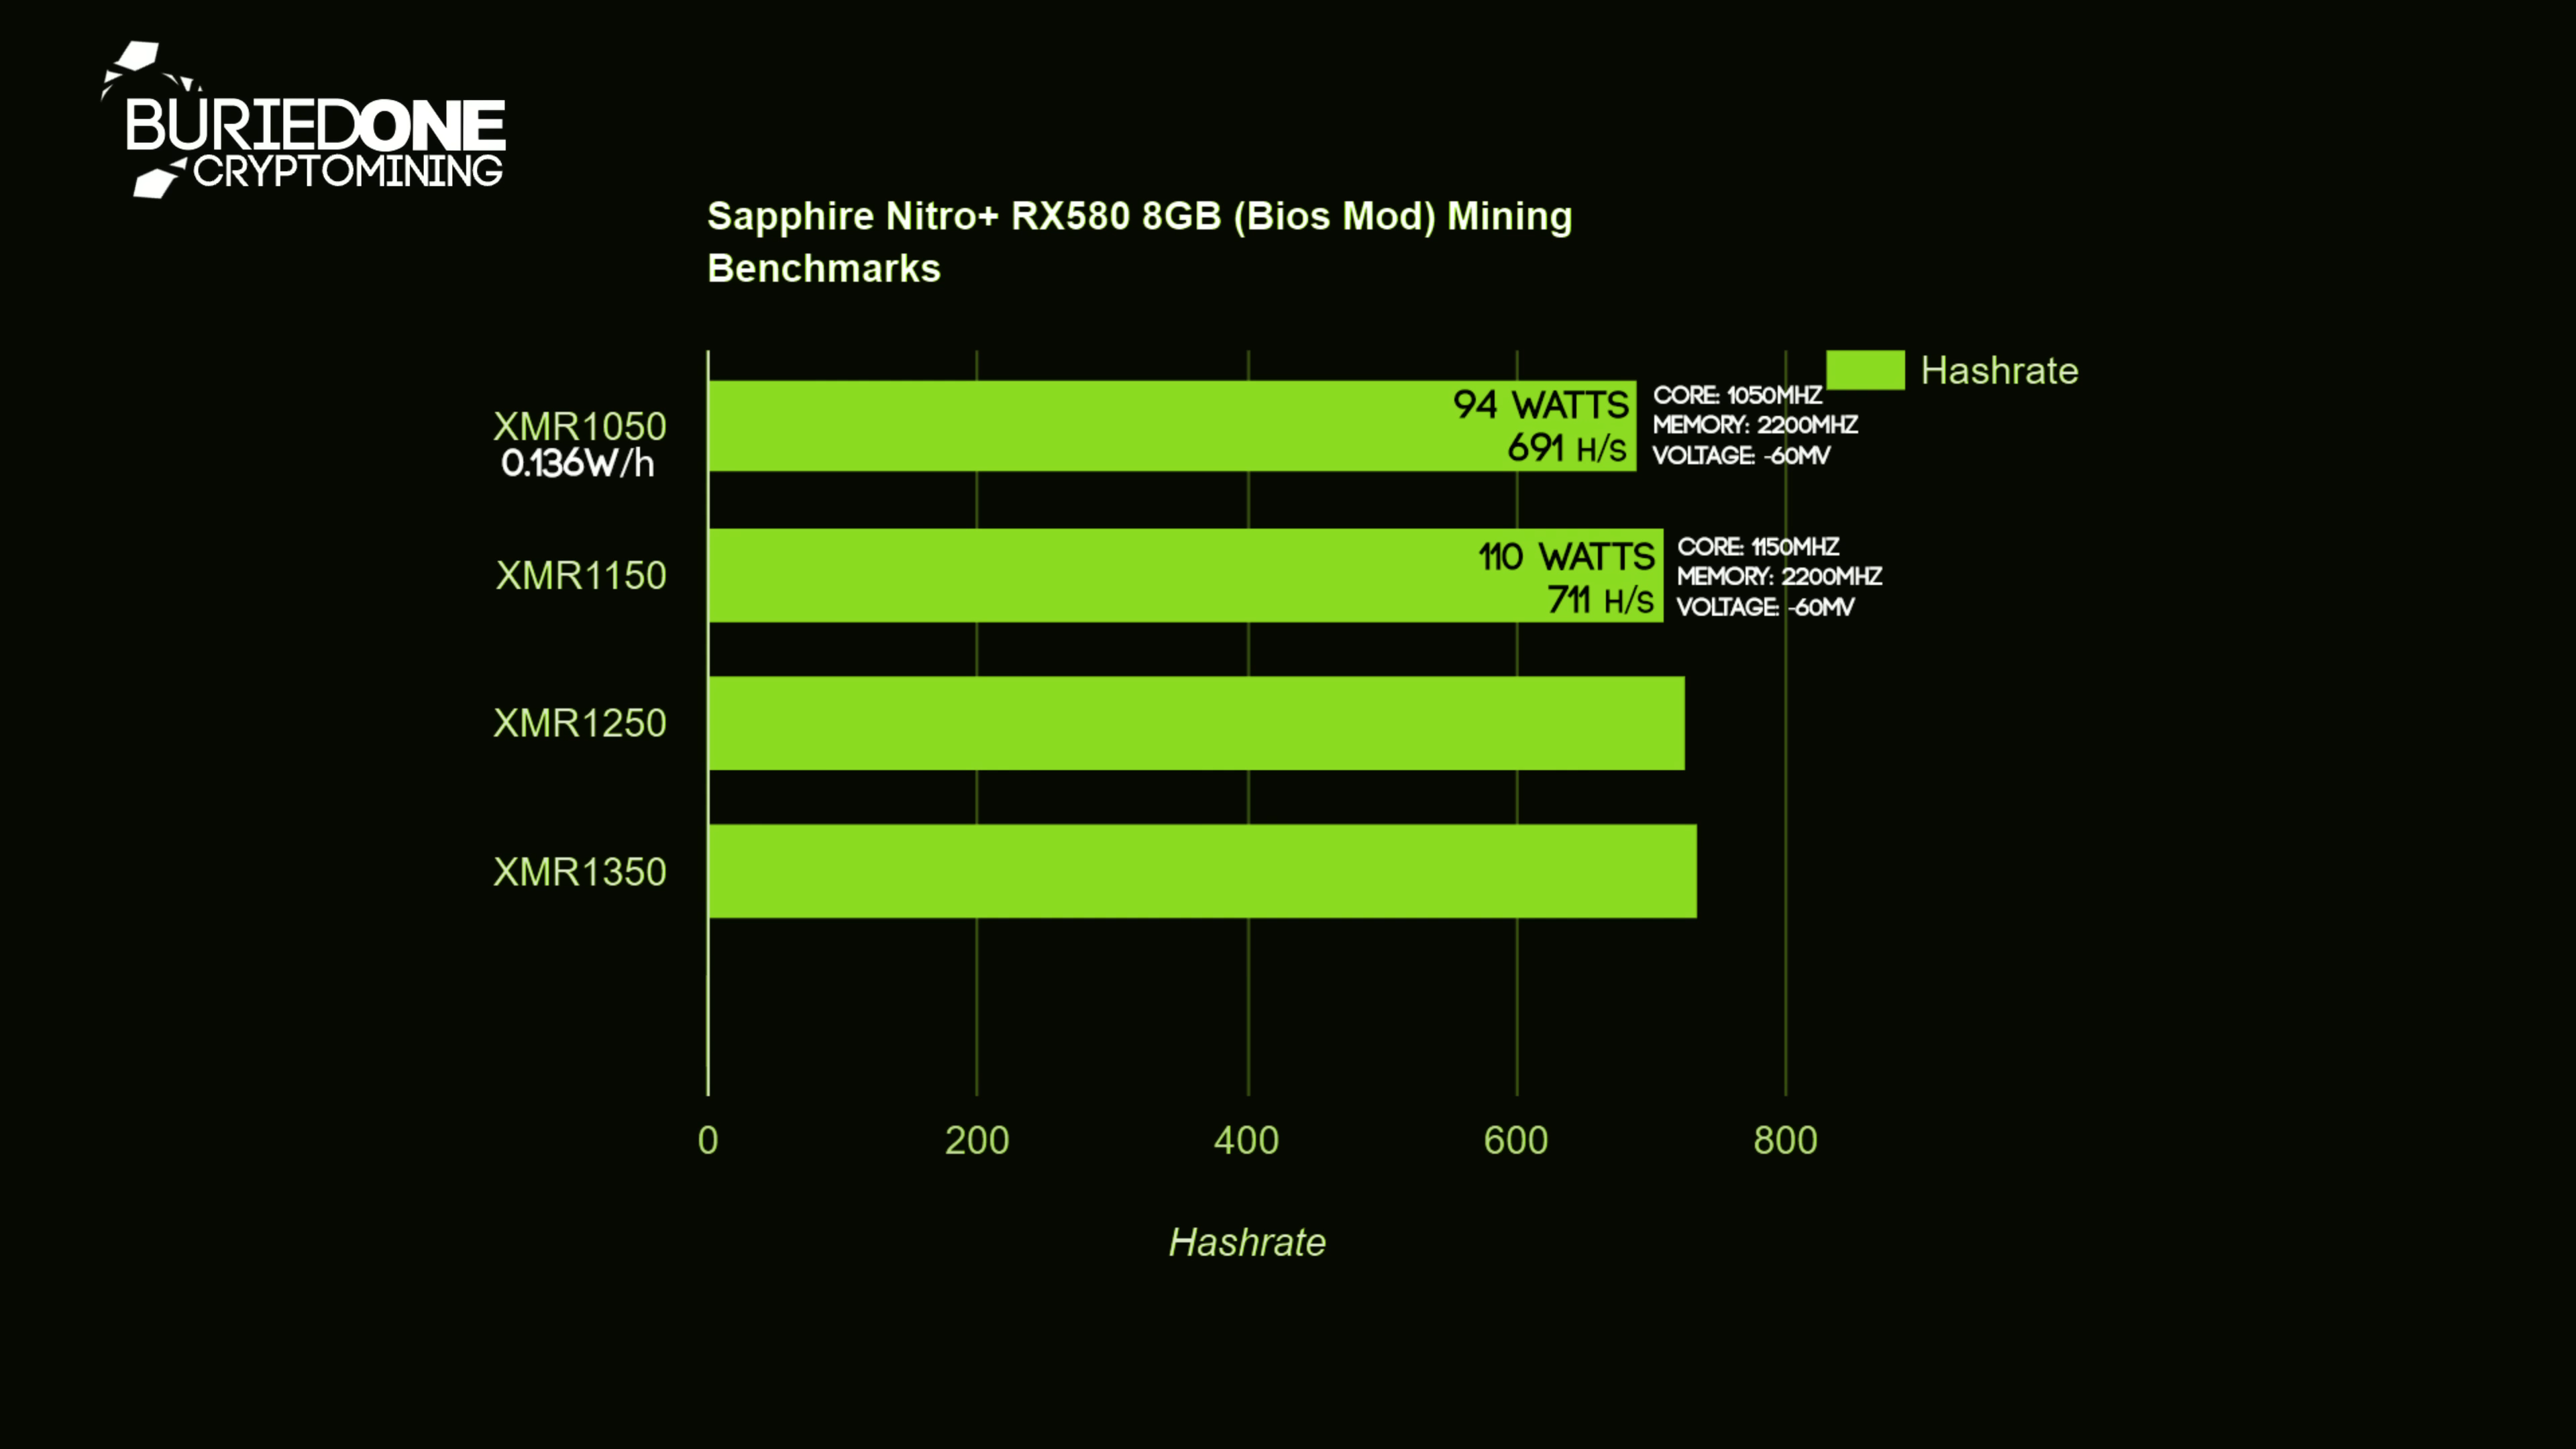 BURIEDONE
CRYPTOMINING
Sapphire Nitro+ RX580 8GB (Bios Mod) Mining
Benchmarks
Hashrate
XMR1050
0.136W/h
94 WATTS
691 H/S
CORE: 1050MHZ
MEMORY: 2200MHZ
VOLTAGE: -60MV
XMR1150
110 WATTS
711 H/S
CORE: 1150MHZ
MEMORY: 2200MHZ
VOLTAGE: -60MV
XMR1250
XMR1350
0 200 400 600 800
Hashrate